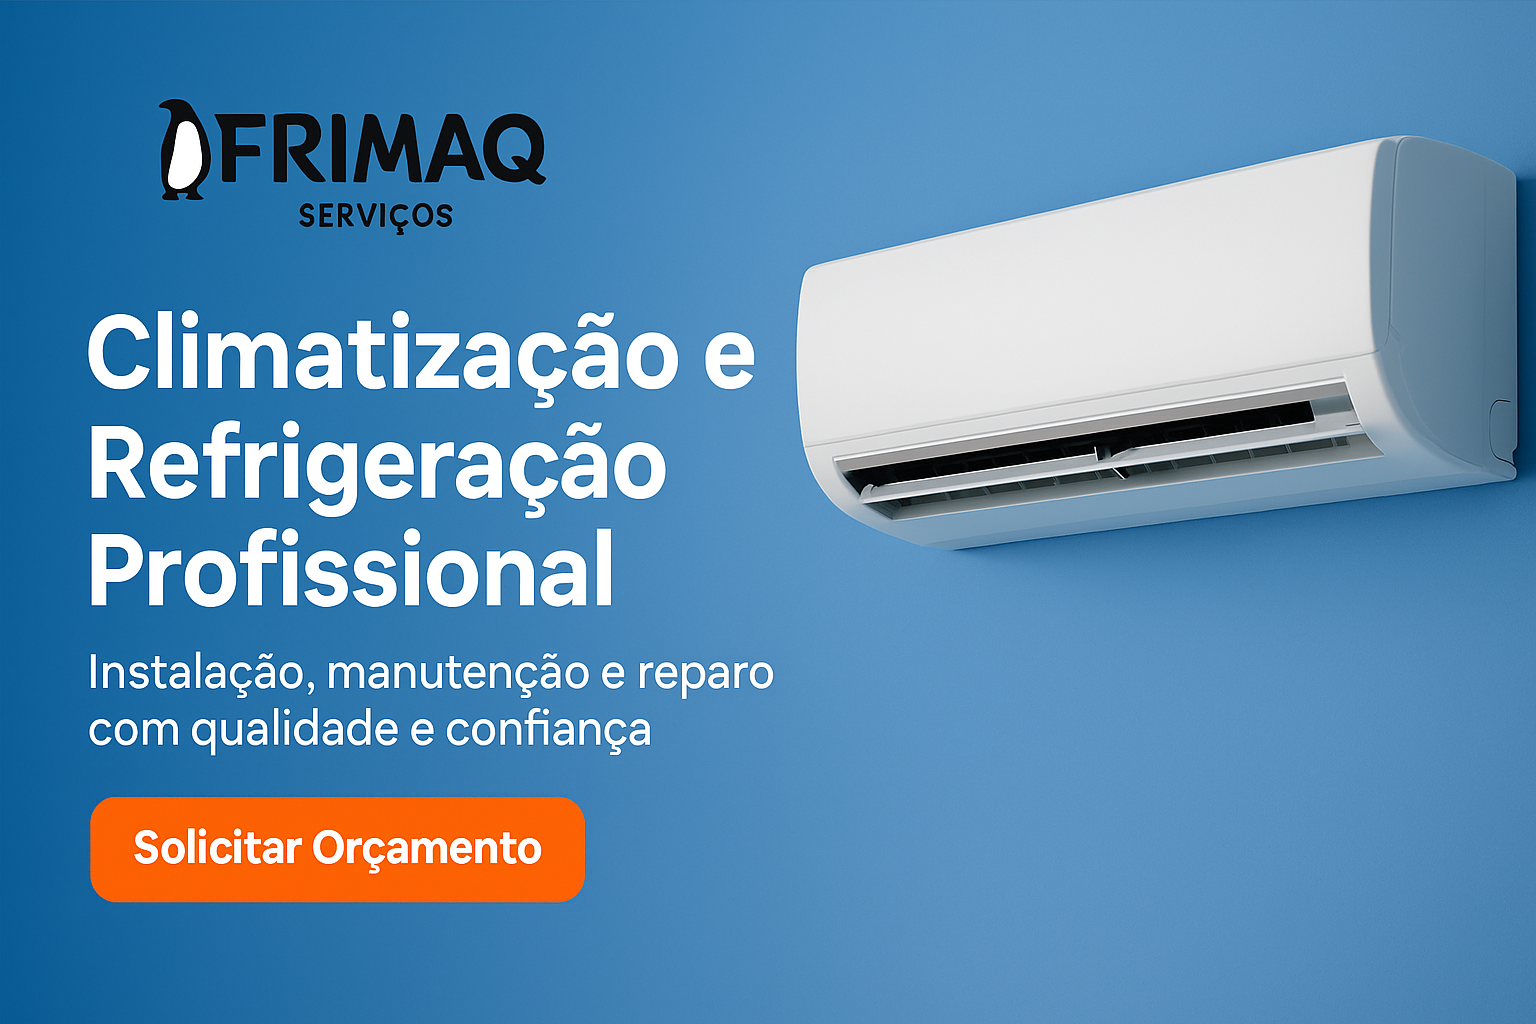 FRIMAQ
SERVIÇOS
Climatização e
Refrigeração
Profissional
Instalação, manutenção e reparo
com qualidade e confiança
Solicitar Orçamento